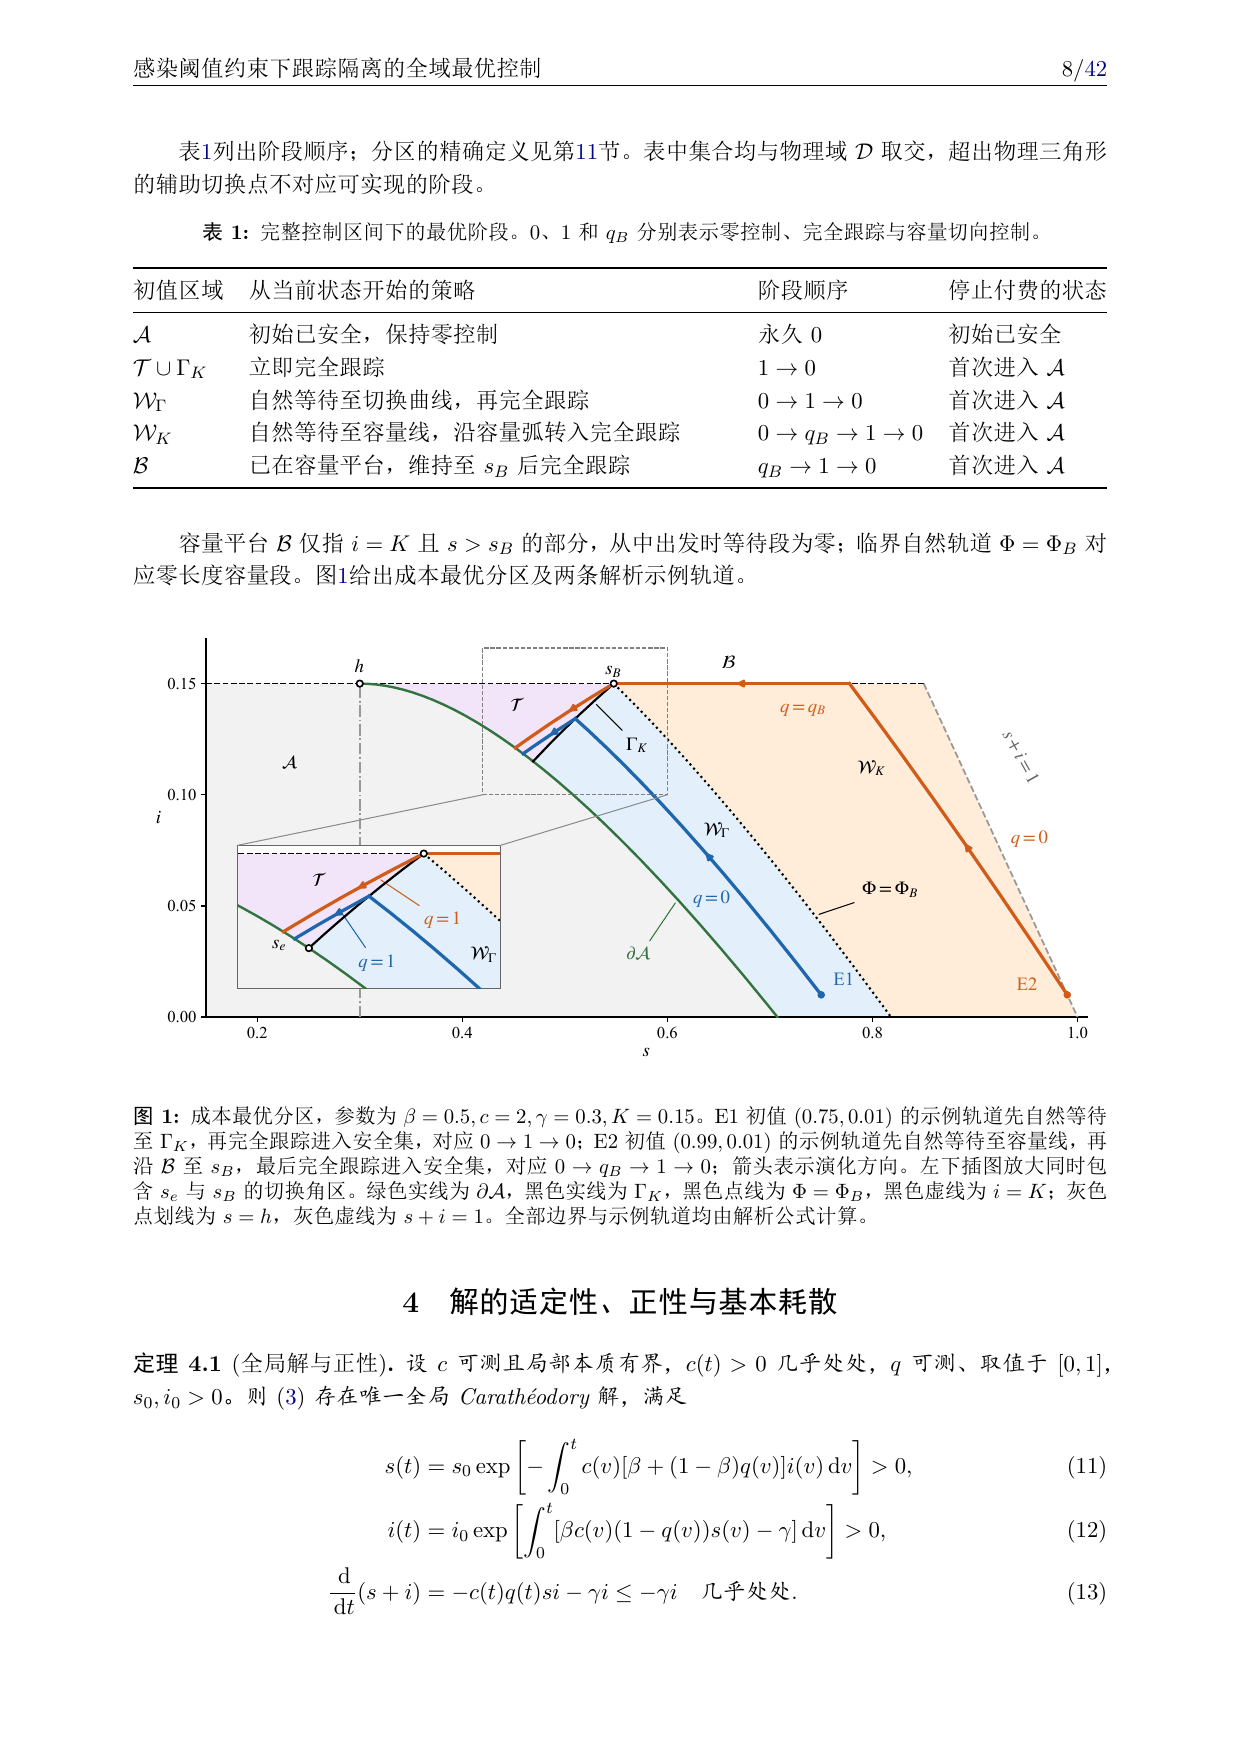 感染阈值约束下跟踪隔离的全域最优控制 8/42
表1列出阶段顺序；分区的精确定义见第11节。表中集合均与物理域 𝒟 取交，超出物理三角形
的辅助切换点不对应可实现的阶段。
表 1: 完整控制区间下的最优阶段。0、1 和 q_B 分别表示零控制、完全跟踪与容量切向控制。
初值区域 从当前状态开始的策略 阶段顺序 停止付费的状态
𝒜 初始已安全，保持零控制 永久 0 初始已安全
𝒯 ∪ Γ_K 立即完全跟踪 1 → 0 首次进入 𝒜
𝒲_Γ 自然等待至切换曲线，再完全跟踪 0 → 1 → 0 首次进入 𝒜
𝒲_K 自然等待至容量线，沿容量弧转入完全跟踪 0 → q_B → 1 → 0 首次进入 𝒜
ℬ 已在容量平台，维持至 s_B 后完全跟踪 q_B → 1 → 0 首次进入 𝒜
容量平台 ℬ 仅指 i = K 且 s > s_B 的部分，从中出发时等待段为零；临界自然轨道 Φ = Φ_B 对
应零长度容量段。图1给出成本最优分区及两条解析示例轨道。
h
s_B
ℬ
0.15
𝒯
q = q_B
Γ_K
s + i = 1
𝒜
𝒲_K
0.10
i
𝒲_Γ
q = 0
𝒯
Φ = Φ_B
q = 0
0.05
q = 1
s_e
𝒲_Γ
∂𝒜
q = 1
E1
E2
0.00
0.2 0.4 0.6 0.8 1.0
s
图 1: 成本最优分区，参数为 β = 0.5, c = 2, γ = 0.3, K = 0.15。E1 初值 (0.75, 0.01) 的示例轨道先自然等待
至 Γ_K，再完全跟踪进入安全集，对应 0 → 1 → 0；E2 初值 (0.99, 0.01) 的示例轨道先自然等待至容量线，再
沿 ℬ 至 s_B，最后完全跟踪进入安全集，对应 0 → q_B → 1 → 0；箭头表示演化方向。左下插图放大同时包
含 s_e 与 s_B 的切换角区。绿色实线为 ∂𝒜，黑色实线为 Γ_K，黑色点线为 Φ = Φ_B，黑色虚线为 i = K；灰色
点划线为 s = h，灰色虚线为 s + i = 1。全部边界与示例轨道均由解析公式计算。
4 解的适定性、正性与基本耗散
定理 4.1 (全局解与正性). 设 c 可测且局部本质有界，c(t) > 0 几乎处处，q 可测、取值于 [0, 1]，
s_0, i_0 > 0。则 (3) 存在唯一全局 Carathéodory 解，满足
s(t) = s_0 exp [ − ∫_0^t c(v)[β + (1 − β)q(v)]i(v) dv ] > 0, (11)
i(t) = i_0 exp [ ∫_0^t [βc(v)(1 − q(v))s(v) − γ] dv ] > 0, (12)
d/dt (s + i) = −c(t)q(t)si − γi ≤ −γi 几乎处处. (13)